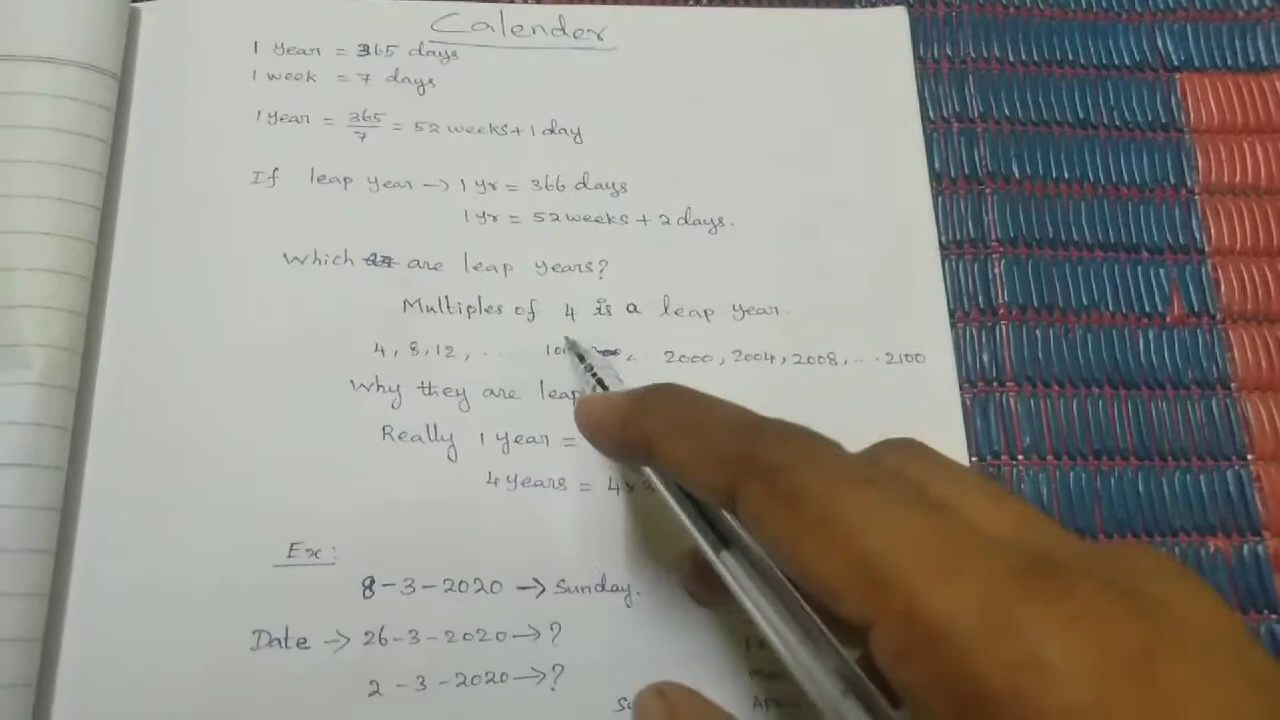 Calender
1 year = 365 days
1 week = 7 days
1 year = 365/7 = 52 weeks + 1 day
If leap year -> 1 yr = 366 days
1 yr = 52 weeks + 2 days.
Which are leap years?
Multiples of 4 is a leap year.
4, 8, 12, . . 2000, 2004, 2008, ... 2100
Why they are leap
Really 1 year =
4 years = 4 x
Ex:
8-3-2020 -> Sunday.
Date -> 26-3-2020 -> ?
2-3-2020 -> ?